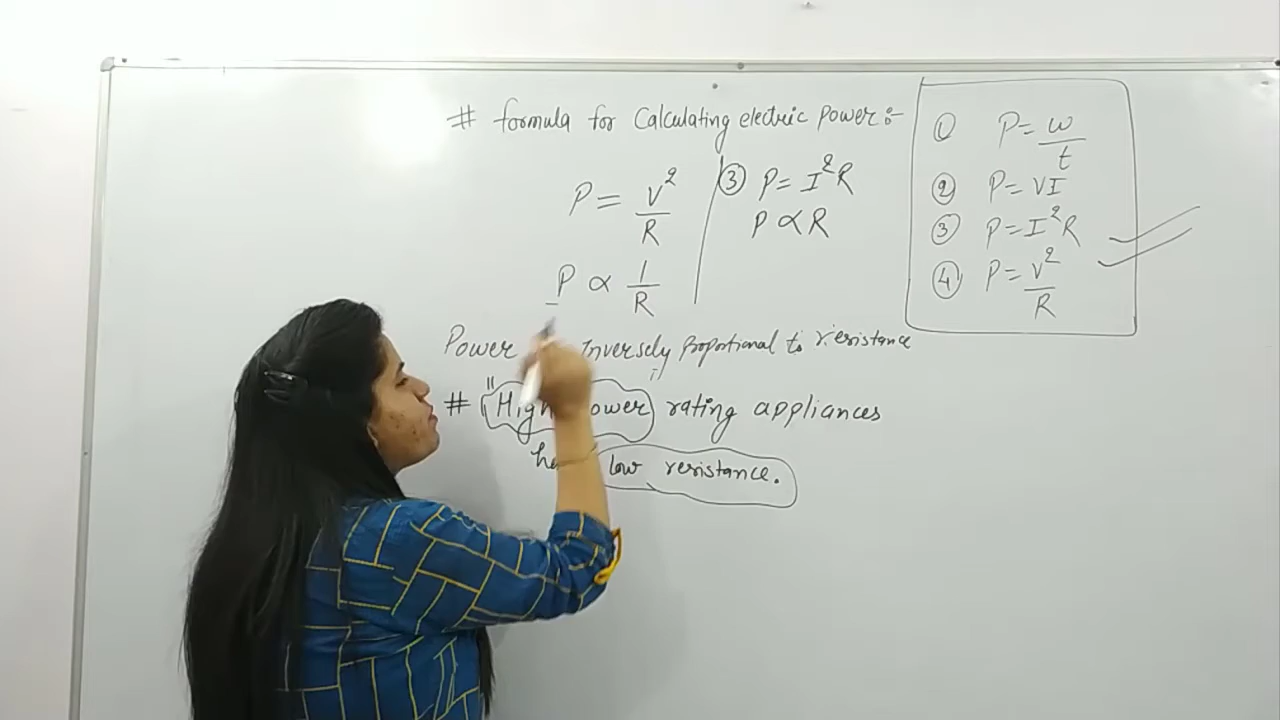 # formula for Calculating electric power:-
P = V²/R
P ∝ 1/R
③ P = I²R
P ∝ R
① P = w/t
② P = VI
③ P = I²R
④ P = V²/R
Power Inversely proportional to resistance
# "High rating appliances
low resistance.